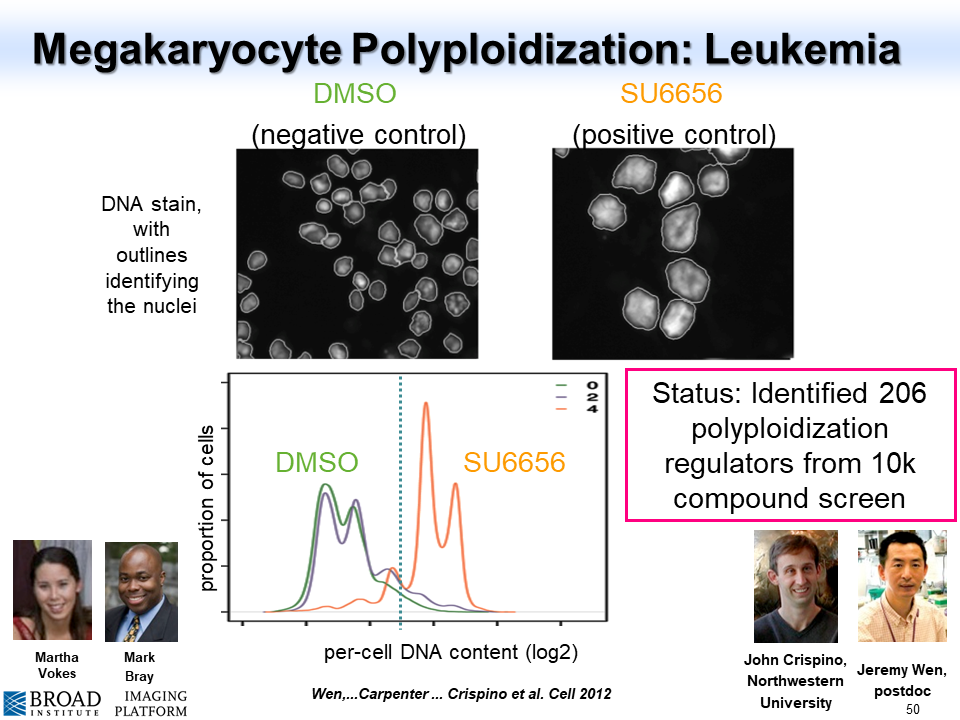 Megakaryocyte Polyploidization: Leukemia
DMSO
(negative control)
SU6656
(positive control)
DNA stain,
with
outlines
identifying
the nuclei
0
2
4
DMSO
SU6656
proportion of cells
per-cell DNA content (log2)
Status: Identified 206
polyploidization
regulators from 10k
compound screen
Martha
Vokes
Mark
Bray
John Crispino,
Northwestern
University
Jeremy Wen,
postdoc
BROAD
INSTITUTE
IMAGING
PLATFORM
Wen,...Carpenter ... Crispino et al. Cell 2012
50